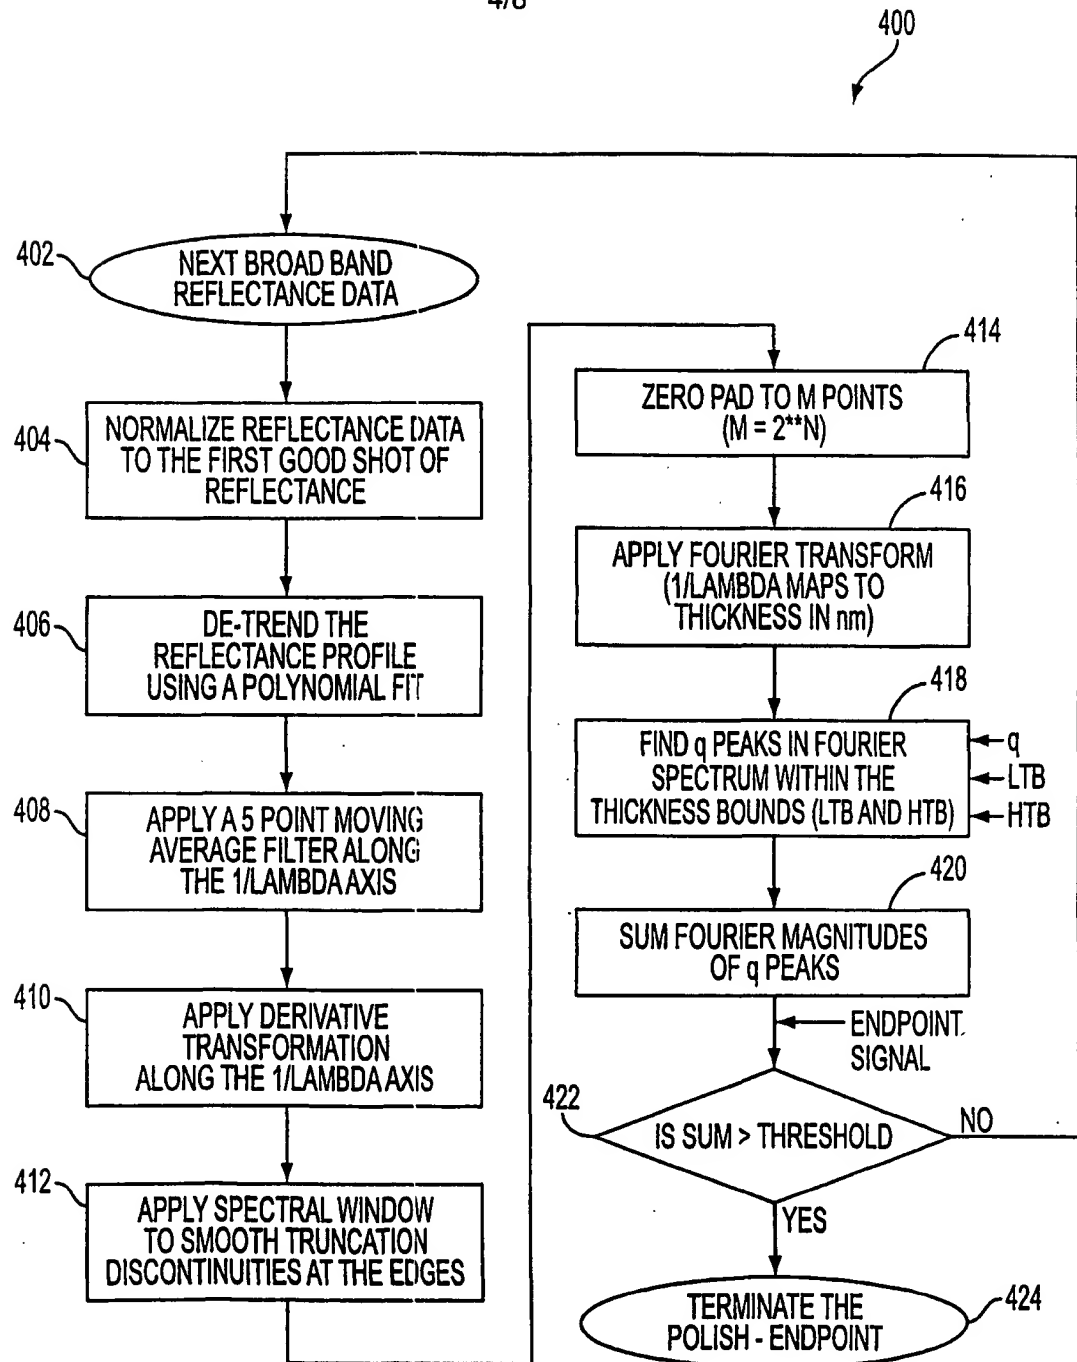 4/8
400
402
NEXT BROAD BAND
REFLECTANCE DATA
404
NORMALIZE REFLECTANCE DATA
TO THE FIRST GOOD SHOT OF
REFLECTANCE
406
DE-TREND THE
REFLECTANCE PROFILE
USING A POLYNOMIAL FIT
408
APPLY A 5 POINT MOVING
AVERAGE FILTER ALONG
THE 1/LAMBDA AXIS
410
APPLY DERIVATIVE
TRANSFORMATION
ALONG THE 1/LAMBDA AXIS
412
APPLY SPECTRAL WINDOW
TO SMOOTH TRUNCATION
DISCONTINUITIES AT THE EDGES
414
ZERO PAD TO M POINTS
(M = 2**N)
416
APPLY FOURIER TRANSFORM
(1/LAMBDA MAPS TO
THICKNESS IN nm)
418
FIND q PEAKS IN FOURIER
SPECTRUM WITHIN THE
THICKNESS BOUNDS (LTB AND HTB)
q
LTB
HTB
420
SUM FOURIER MAGNITUDES
OF q PEAKS
ENDPOINT
SIGNAL
422
IS SUM > THRESHOLD
NO
YES
424
TERMINATE THE
POLISH - ENDPOINT